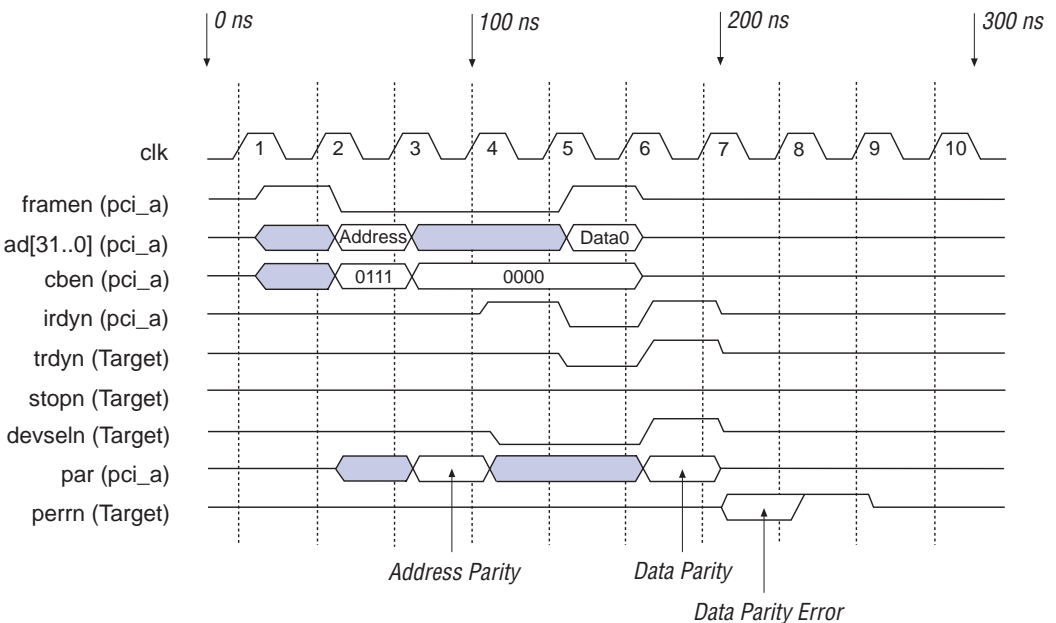 0 ns 100 ns 200 ns 300 ns
clk 1 2 3 4 5 6 7 8 9 10
framen (pci_a)
ad[31..0] (pci_a) Address Data0
cben (pci_a) 0111 0000
irdyn (pci_a)
trdyn (Target)
stopn (Target)
devseln (Target)
par (pci_a)
perrn (Target)
Address Parity Data Parity
Data Parity Error